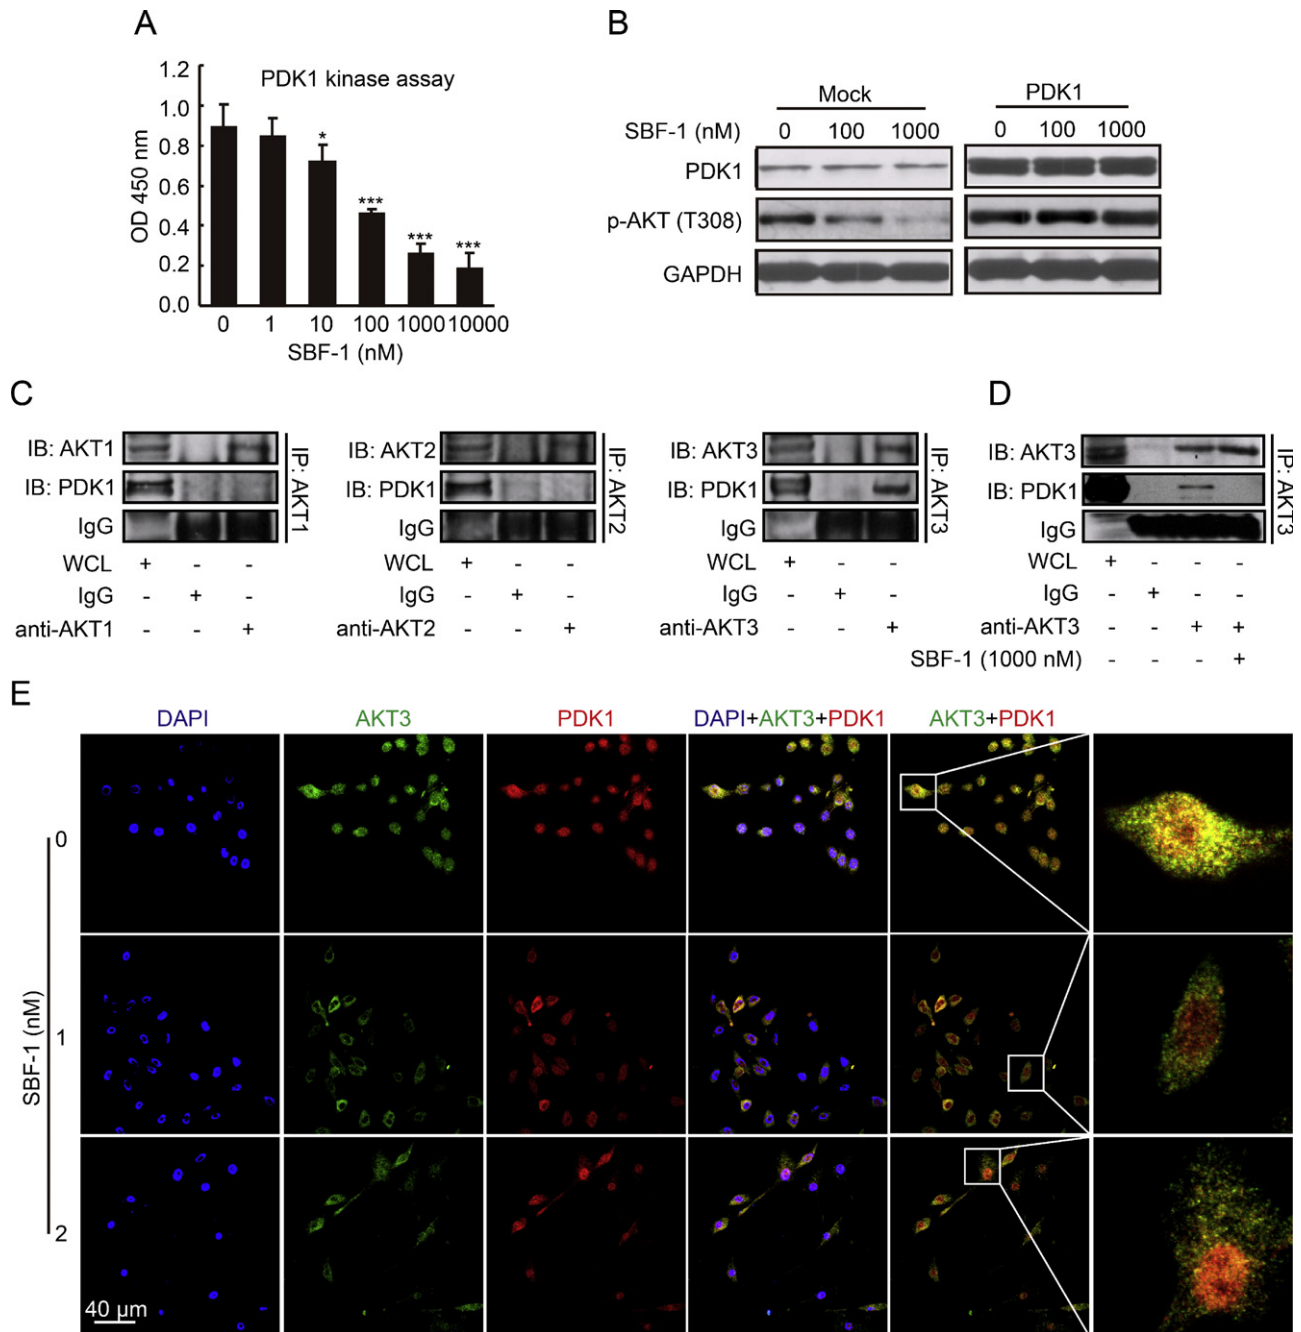 A
PDK1 kinase assay
OD 450 nm
1.2
1.0
0.8
0.6
0.4
0.2
0.0
*
***
***
***
0 1 10 100 1000 10000
SBF-1 (nM)
B
Mock PDK1
SBF-1 (nM) 0 100 1000 0 100 1000
PDK1
p-AKT (T308)
GAPDH
C
IB: AKT1
IB: PDK1
IgG
IP: AKT1
WCL + - -
IgG - + -
anti-AKT1 - - +
IB: AKT2
IB: PDK1
IgG
IP: AKT2
WCL + - -
IgG - + -
anti-AKT2 - - +
IB: AKT3
IB: PDK1
IgG
IP: AKT3
WCL + - -
IgG - + -
anti-AKT3 - - +
D
IB: AKT3
IB: PDK1
IgG
IP: AKT3
WCL + - - -
IgG - + - -
anti-AKT3 - - + +
SBF-1 (1000 nM) - - - +
E
DAPI AKT3 PDK1 DAPI+AKT3+PDK1 AKT3+PDK1
SBF-1 (nM)
0
1
2
40 μm